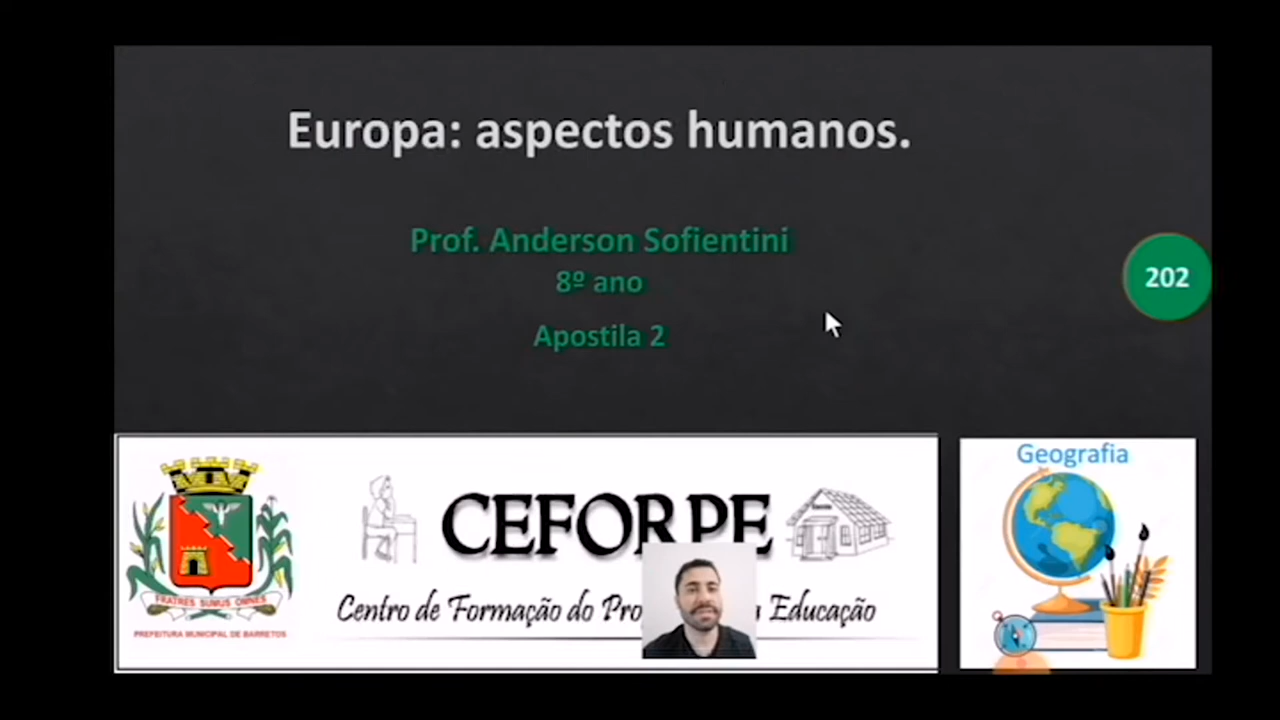 Europa: aspectos humanos.
Prof. Anderson Sofientini
8º ano
Apostila 2
202
Geografia
CEFORPE
Centro de Formação do Pro a Educação
FRATRES SUMUS OMNES
PREFEITURA MUNICIPAL DE BARRETOS